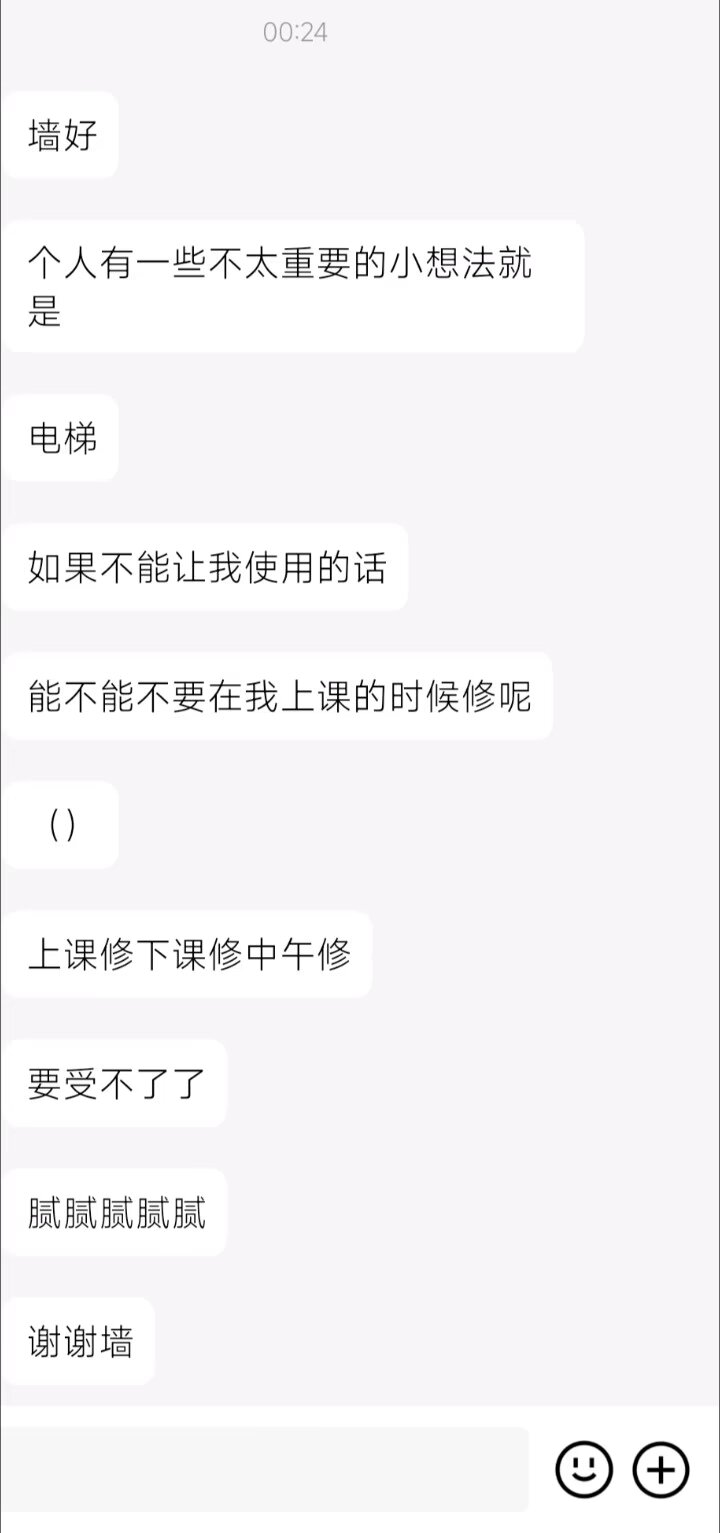 00:24
墙好
个人有一些不太重要的小想法就
是
电梯
如果不能让我使用的话
能不能不要在我上课的时候修呢
（）
上课修下课修中午修
要受不了了
腻腻腻腻腻
谢谢墙